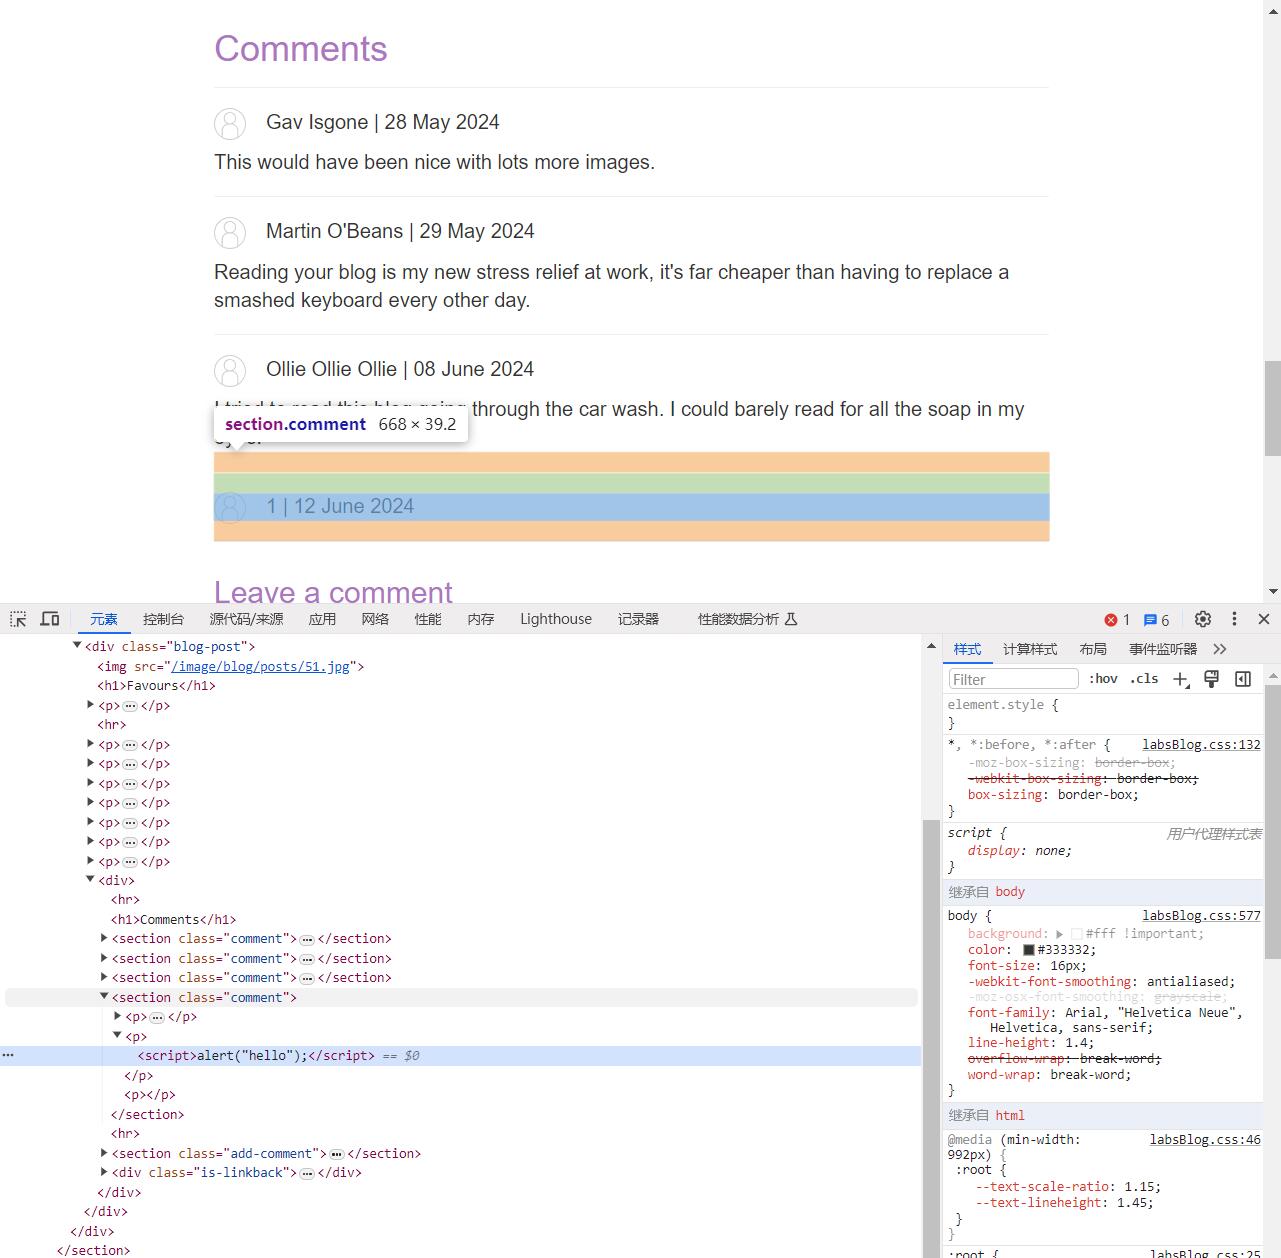 Comments
Gav Isgone | 28 May 2024
This would have been nice with lots more images.
Martin O'Beans | 29 May 2024
Reading your blog is my new stress relief at work, it's far cheaper than having to replace a
smashed keyboard every other day.
Ollie Ollie Ollie | 08 June 2024
through the car wash. I could barely read for all the soap in my
section.comment 668 × 39.2
1 | 12 June 2024
Leave a comment
元素 控制台 源代码/来源 应用 网络 性能 内存 Lighthouse 记录器 性能数据分析 1 6
<div class="blog-post">
<img src="/image/blog/posts/51.jpg">
<h1>Favours</h1>
<p>…</p>
<hr>
<p>…</p>
<p>…</p>
<p>…</p>
<p>…</p>
<p>…</p>
<p>…</p>
<p>…</p>
<div>
<hr>
<h1>Comments</h1>
<section class="comment">…</section>
<section class="comment">…</section>
<section class="comment">…</section>
<section class="comment">
<p>…</p>
<p>
… <script>alert("hello");</script> == $0
</p>
<p></p>
</section>
<hr>
<section class="add-comment">…</section>
<div class="is-linkback">…</div>
</div>
</div>
</div>
</section>
样式 计算样式 布局 事件监听器
Filter :hov .cls
element.style {
}
*, *:before, *:after { labsBlog.css:132
-moz-box-sizing: border-box;
-webkit-box-sizing: border-box;
box-sizing: border-box;
}
script { 用户代理样式表
display: none;
}
继承自 body
body { labsBlog.css:577
background: #fff !important;
color: #333332;
font-size: 16px;
-webkit-font-smoothing: antialiased;
-moz-osx-font-smoothing: grayscale;
font-family: Arial, "Helvetica Neue",
Helvetica, sans-serif;
line-height: 1.4;
overflow-wrap: break-word;
word-wrap: break-word;
}
继承自 html
@media (min-width: labsBlog.css:46
992px) {
:root {
--text-scale-ratio: 1.15;
--text-lineheight: 1.45;
}
}
:root { labsBlog.css:25